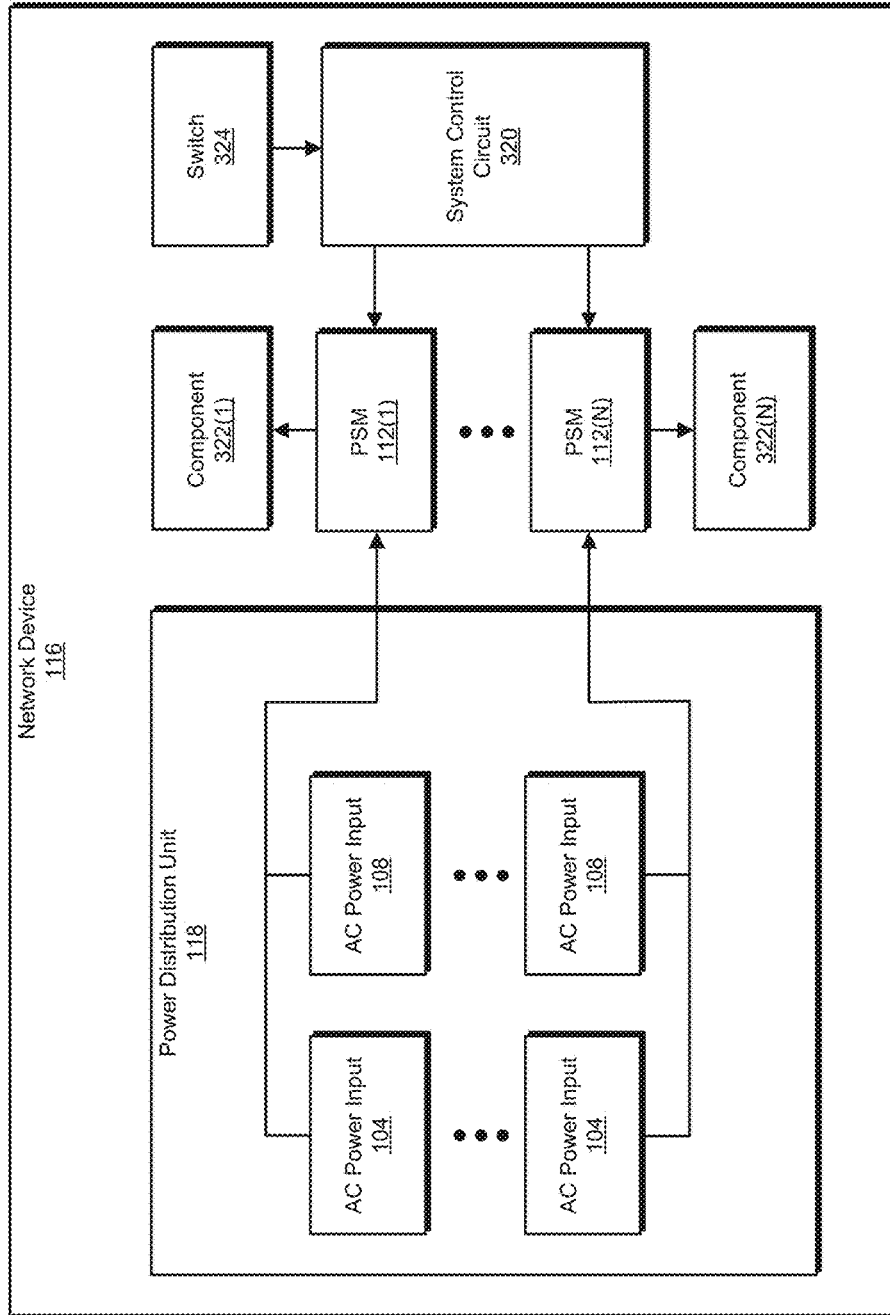 Network Device
116
Power Distribution Unit
118
AC Power Input
104
AC Power Input
108
AC Power Input
104
AC Power Input
108
Component
322(1)
PSM
112(1)
PSM
112(N)
Component
322(N)
Switch
324
System Control
Circuit
320